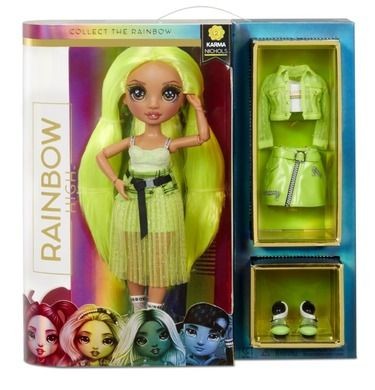 COLLECT THE RAINBOW
KARMA
NICHOLS
RAINBOW
HIGH